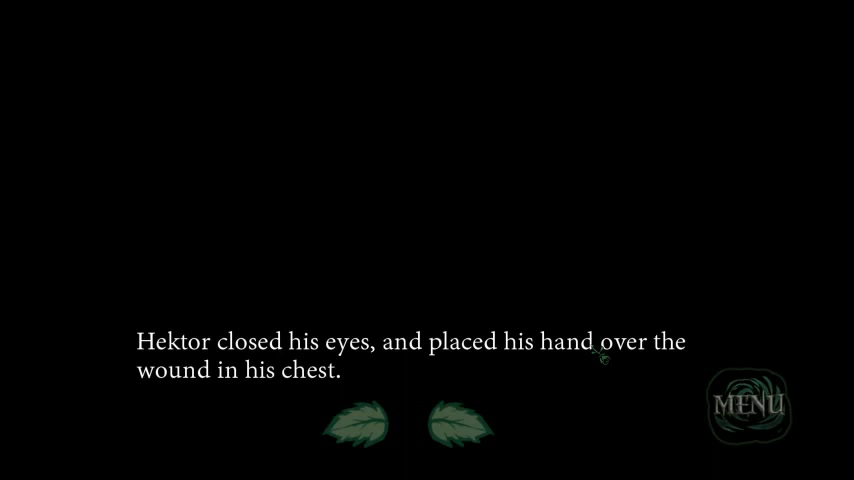 Hektor closed his eyes, and placed his hand over the
wound in his chest.
MENU